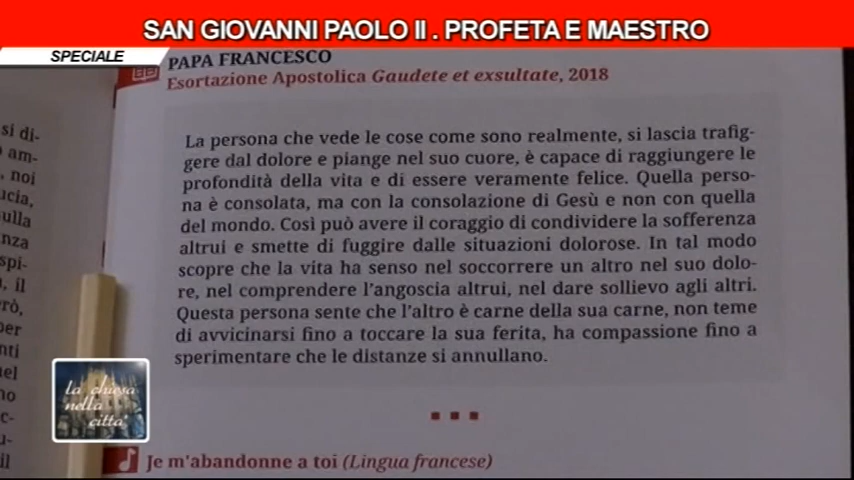 SAN GIOVANNI PAOLO II . PROFETA E MAESTRO
SPECIALE
PAPA FRANCESCO
Esortazione Apostolica Gaudete et exsultate, 2018
La persona che vede le cose come sono realmente, si lascia trafig-
gere dal dolore e piange nel suo cuore, è capace di raggiungere le
profondità della vita e di essere veramente felice. Quella perso-
na è consolata, ma con la consolazione di Gesù e non con quella
del mondo. Così può avere il coraggio di condividere la sofferenza
altrui e smette di fuggire dalle situazioni dolorose. In tal modo
scopre che la vita ha senso nel soccorrere un altro nel suo dolo-
re, nel comprendere l'angoscia altrui, nel dare sollievo agli altri.
Questa persona sente che l'altro è carne della sua carne, non teme
di avvicinarsi fino a toccare la sua ferita, ha compassione fino a
sperimentare che le distanze si annullano.
Je m'abandonne a toi (Lingua francese)
la chiesa
nella
citta'
si di-
noi